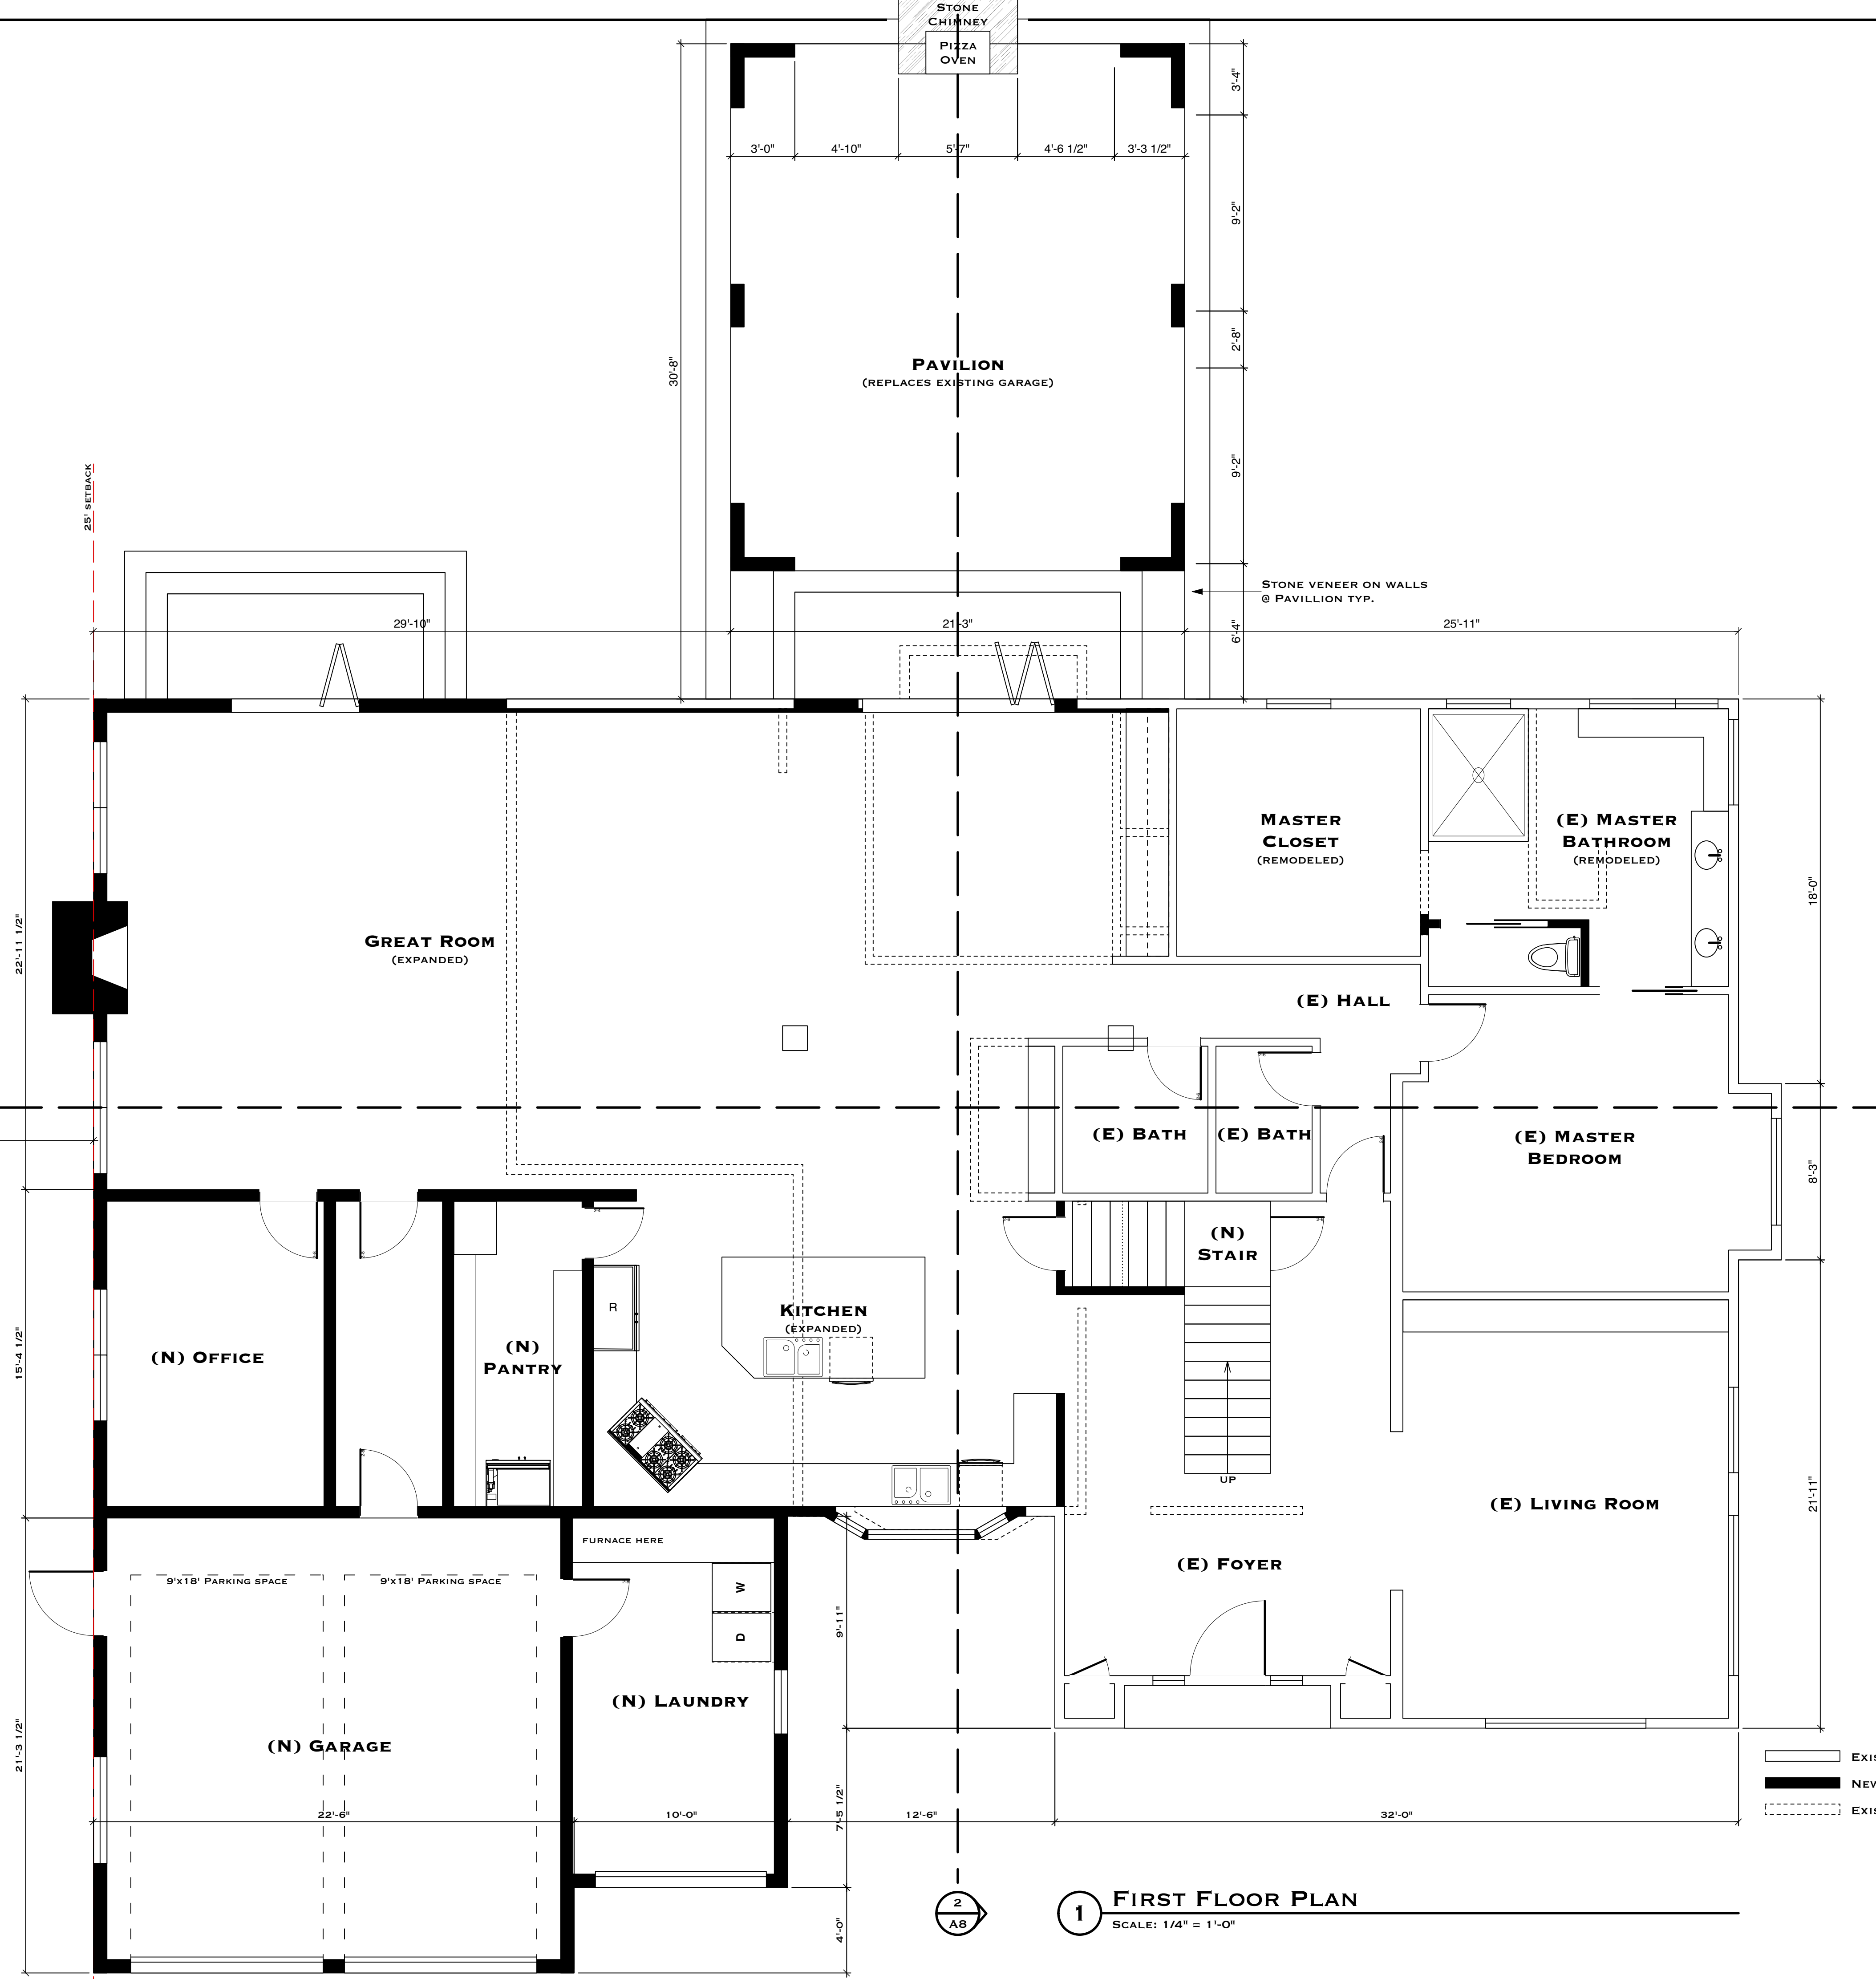 STONE
CHIMNEY
PIZZA
OVEN
3'-4"
3'-0"
4'-10"
5'-7"
4'-6 1/2"
3'-3 1/2"
9'-2"
2'-8"
30'-8"
PAVILION
(REPLACES EXISTING GARAGE)
9'-2"
25' SETBACK
STONE VENEER ON WALLS
@ PAVILLION TYP.
29'-10"
21'-3"
6'-4"
25'-11"
MASTER
CLOSET
(REMODELED)
(E) MASTER
BATHROOM
(REMODELED)
18'-0"
22'-11 1/2"
GREAT ROOM
(EXPANDED)
(E) HALL
(E) BATH
(E) BATH
(E) MASTER
BEDROOM
8'-3"
(N)
STAIR
R
KITCHEN
(EXPANDED)
15'-4 1/2"
(N) OFFICE
(N)
PANTRY
UP
(E) LIVING ROOM
21'-11"
FURNACE HERE
(E) FOYER
9'X18' PARKING SPACE
9'X18' PARKING SPACE
W
D
9'-11"
(N) LAUNDRY
(N) GARAGE
21'-3 1/2"
7'-5 1/2"
22'-6"
10'-0"
12'-6"
32'-0"
EXIS
NEW
EXIS
2
A8
1
FIRST FLOOR PLAN
SCALE: 1/4" = 1'-0"
4'-0"